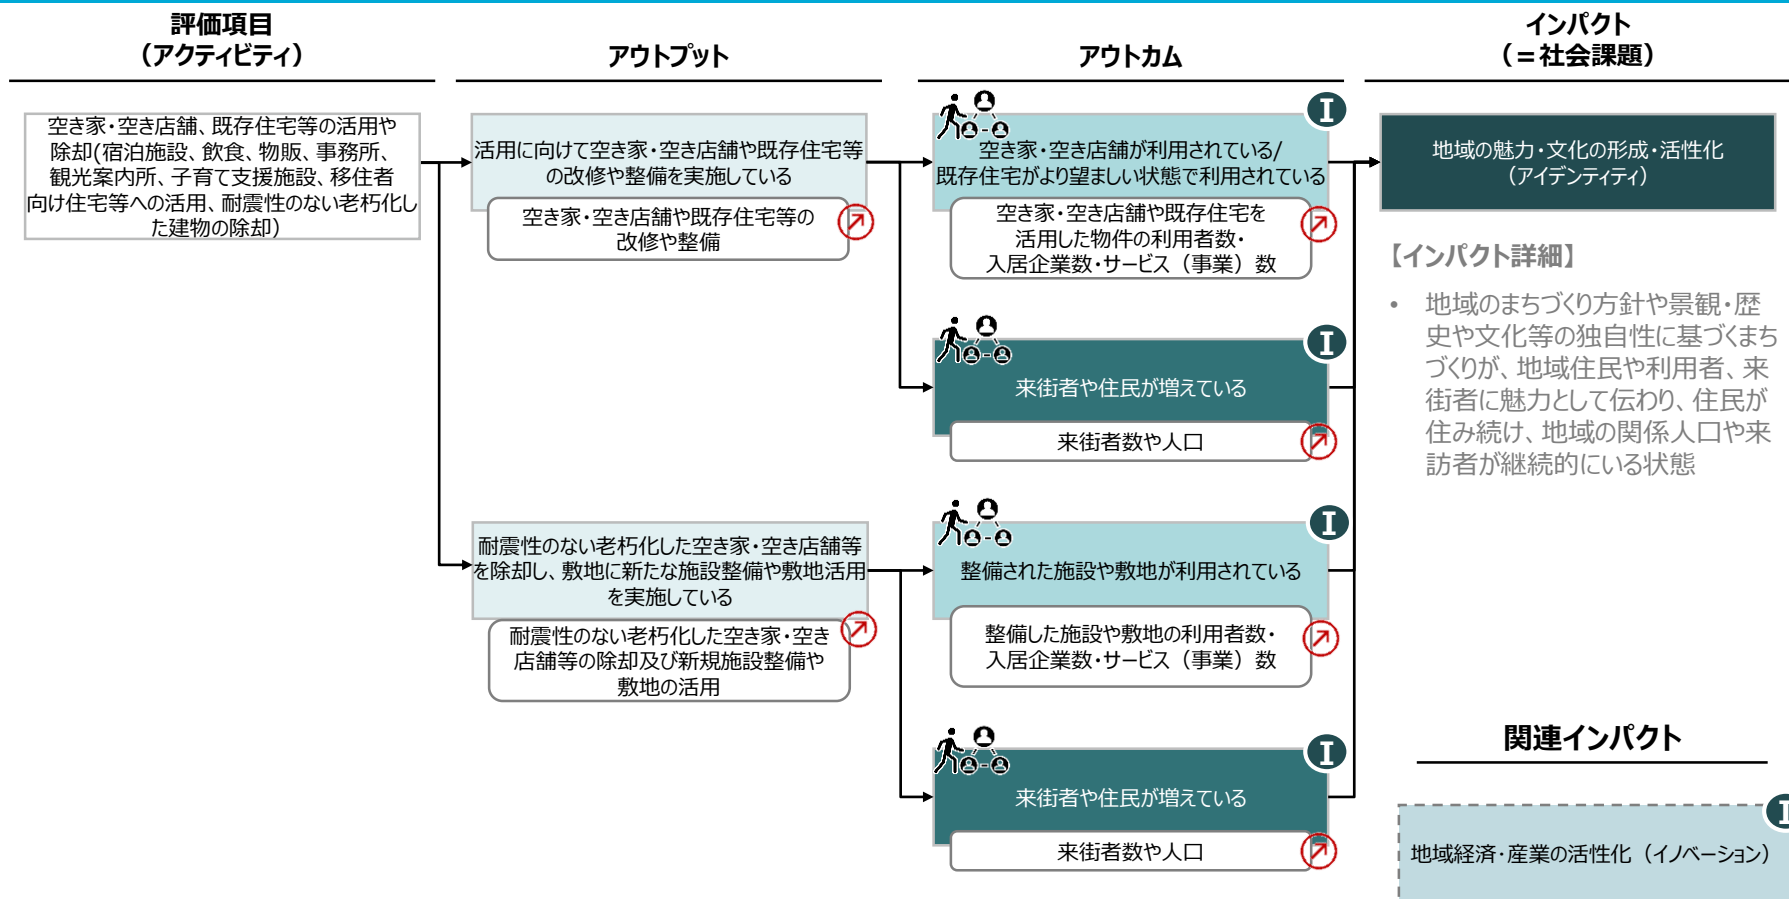 評価項目
（アクティビティ）
アウトプット
アウトカム
インパクト
（＝社会課題）
空き家・空き店舗、既存住宅等の活用や
除却(宿泊施設、飲食、物販、事務所、
観光案内所、子育て支援施設、移住者
向け住宅等への活用、耐震性のない老朽化し
た建物の除却）
活用に向けて空き家・空き店舗や既存住宅等
の改修や整備を実施している
空き家・空き店舗や既存住宅等の
改修や整備
I
空き家・空き店舗が利用されている/
既存住宅がより望ましい状態で利用されている
空き家・空き店舗や既存住宅を
活用した物件の利用者数・
入居企業数・サービス（事業）数
I
来街者や住民が増えている
来街者数や人口
耐震性のない老朽化した空き家・空き店舗等
を除却し、敷地に新たな施設整備や敷地活用
を実施している
耐震性のない老朽化した空き家・空き
店舗等の除却及び新規施設整備や
敷地の活用
I
整備された施設や敷地が利用されている
整備した施設や敷地の利用者数・
入居企業数・サービス（事業）数
I
来街者や住民が増えている
来街者数や人口
地域の魅力・文化の形成・活性化
（アイデンティティ）
【インパクト詳細】
• 地域のまちづくり方針や景観・歴
史や文化等の独自性に基づくまち
づくりが、地域住民や利用者、来
街者に魅力として伝わり、住民が
住み続け、地域の関係人口や来
訪者が継続的にいる状態
関連インパクト
I
地域経済・産業の活性化（イノベーション）